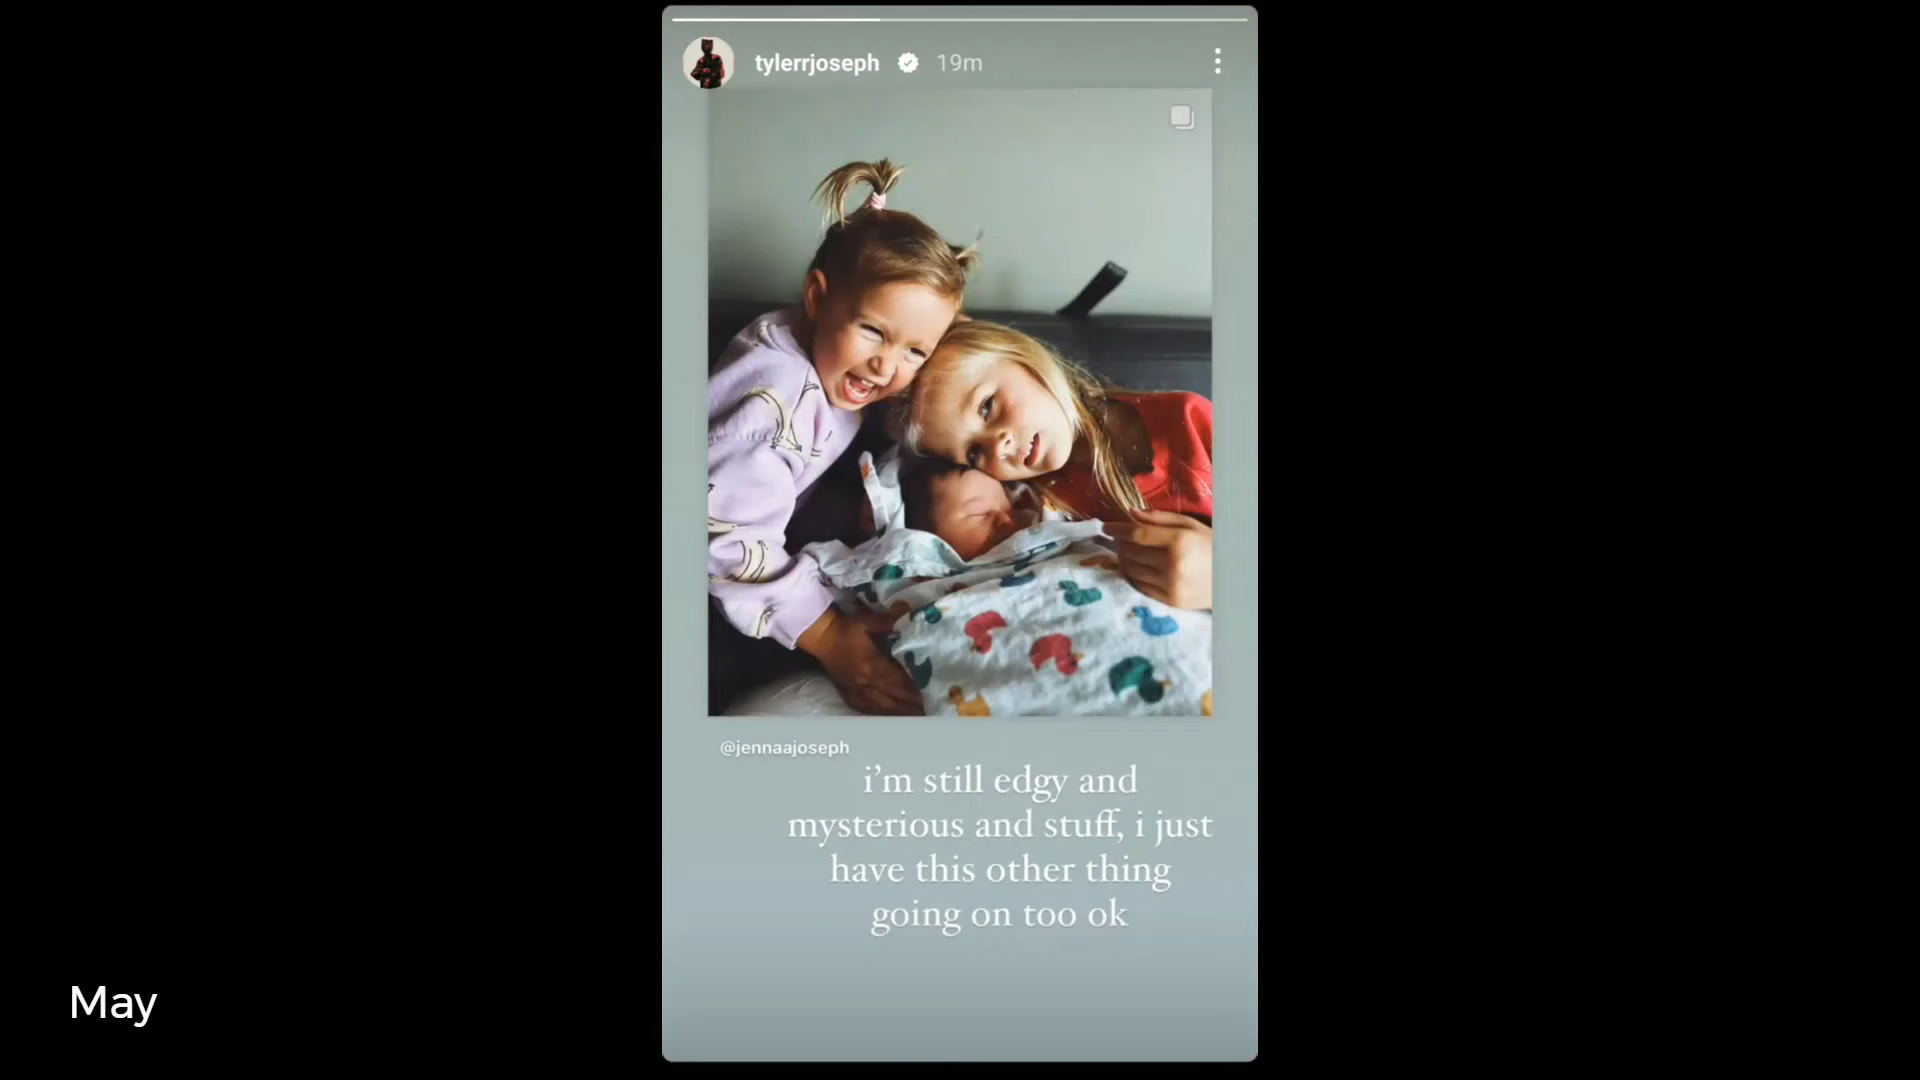 tylerrjoseph 19m
@jennaajoseph
i'm still edgy and
mysterious and stuff, i just
have this other thing
going on too ok
May